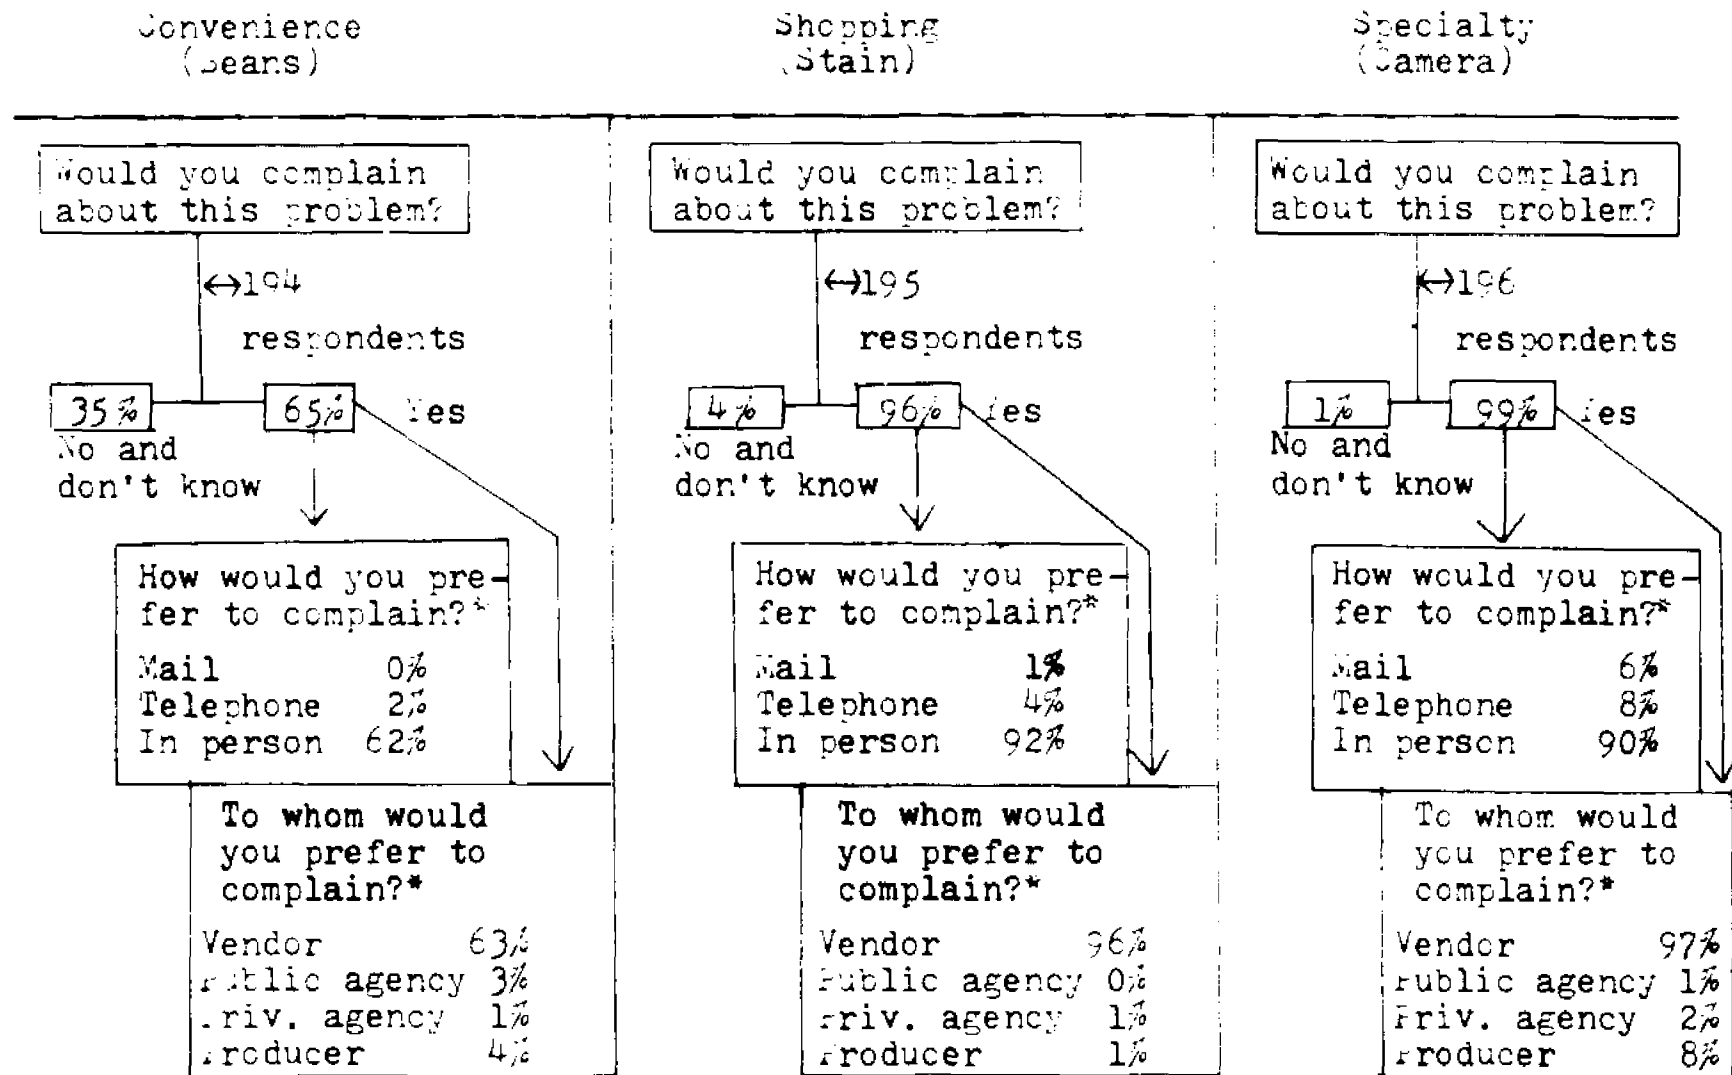 Convenience
(Beans)
Shopping
(Stain)
Specialty
(Camera)
Would you complain
about this problem?
↔194
respondents
35% 65% Yes
No and
don't know
How would you pre-
fer to complain?*
Mail 0%
Telephone 2%
In person 62%
To whom would
you prefer to
complain?*
Vendor 63%
Public agency 3%
Priv. agency 1%
Producer 4%
Would you complain
about this problem?
↔195
respondents
4% 96% Yes
No and
don't know
How would you pre-
fer to complain?*
Mail 1%
Telephone 4%
In person 92%
To whom would
you prefer to
complain?*
Vendor 96%
Public agency 0%
Priv. agency 1%
Producer 1%
Would you complain
about this problem?
↔196
respondents
1% 99% Yes
No and
don't know
How would you pre-
fer to complain?*
Mail 6%
Telephone 8%
In person 90%
To whom would
you prefer to
complain?*
Vendor 97%
Public agency 1%
Priv. agency 2%
Producer 8%